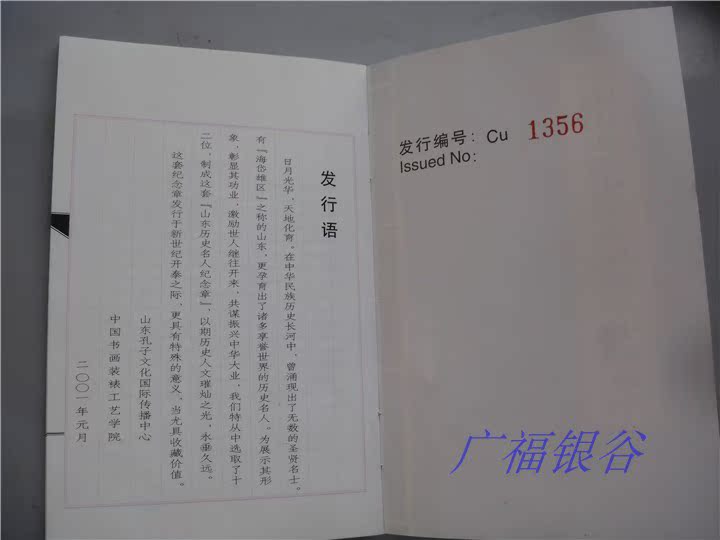 发行语
日月光华，天地化育。在中华民族历史长河中，曾涌现出了无数的圣贤名士。
有「海岱雄区」之称的山东，更孕育出了诸多享誉世界的历史名人。为展示其形
象，彰显其功业，激励世人继往开来，共谋振兴中华大业，我们特从中选取了十
二位，制成这套「山东历史名人纪念章」，以期历史人文璀灿之光，永垂久远。
这套纪念章发行于新世纪开泰之际，更具有特殊的意义，当尤具收藏价值。
山东孔子文化国际传播中心
中国书画装裱工艺学院
二〇〇一年元月
发行编号：Cu 1356
Issued No:
广福银谷